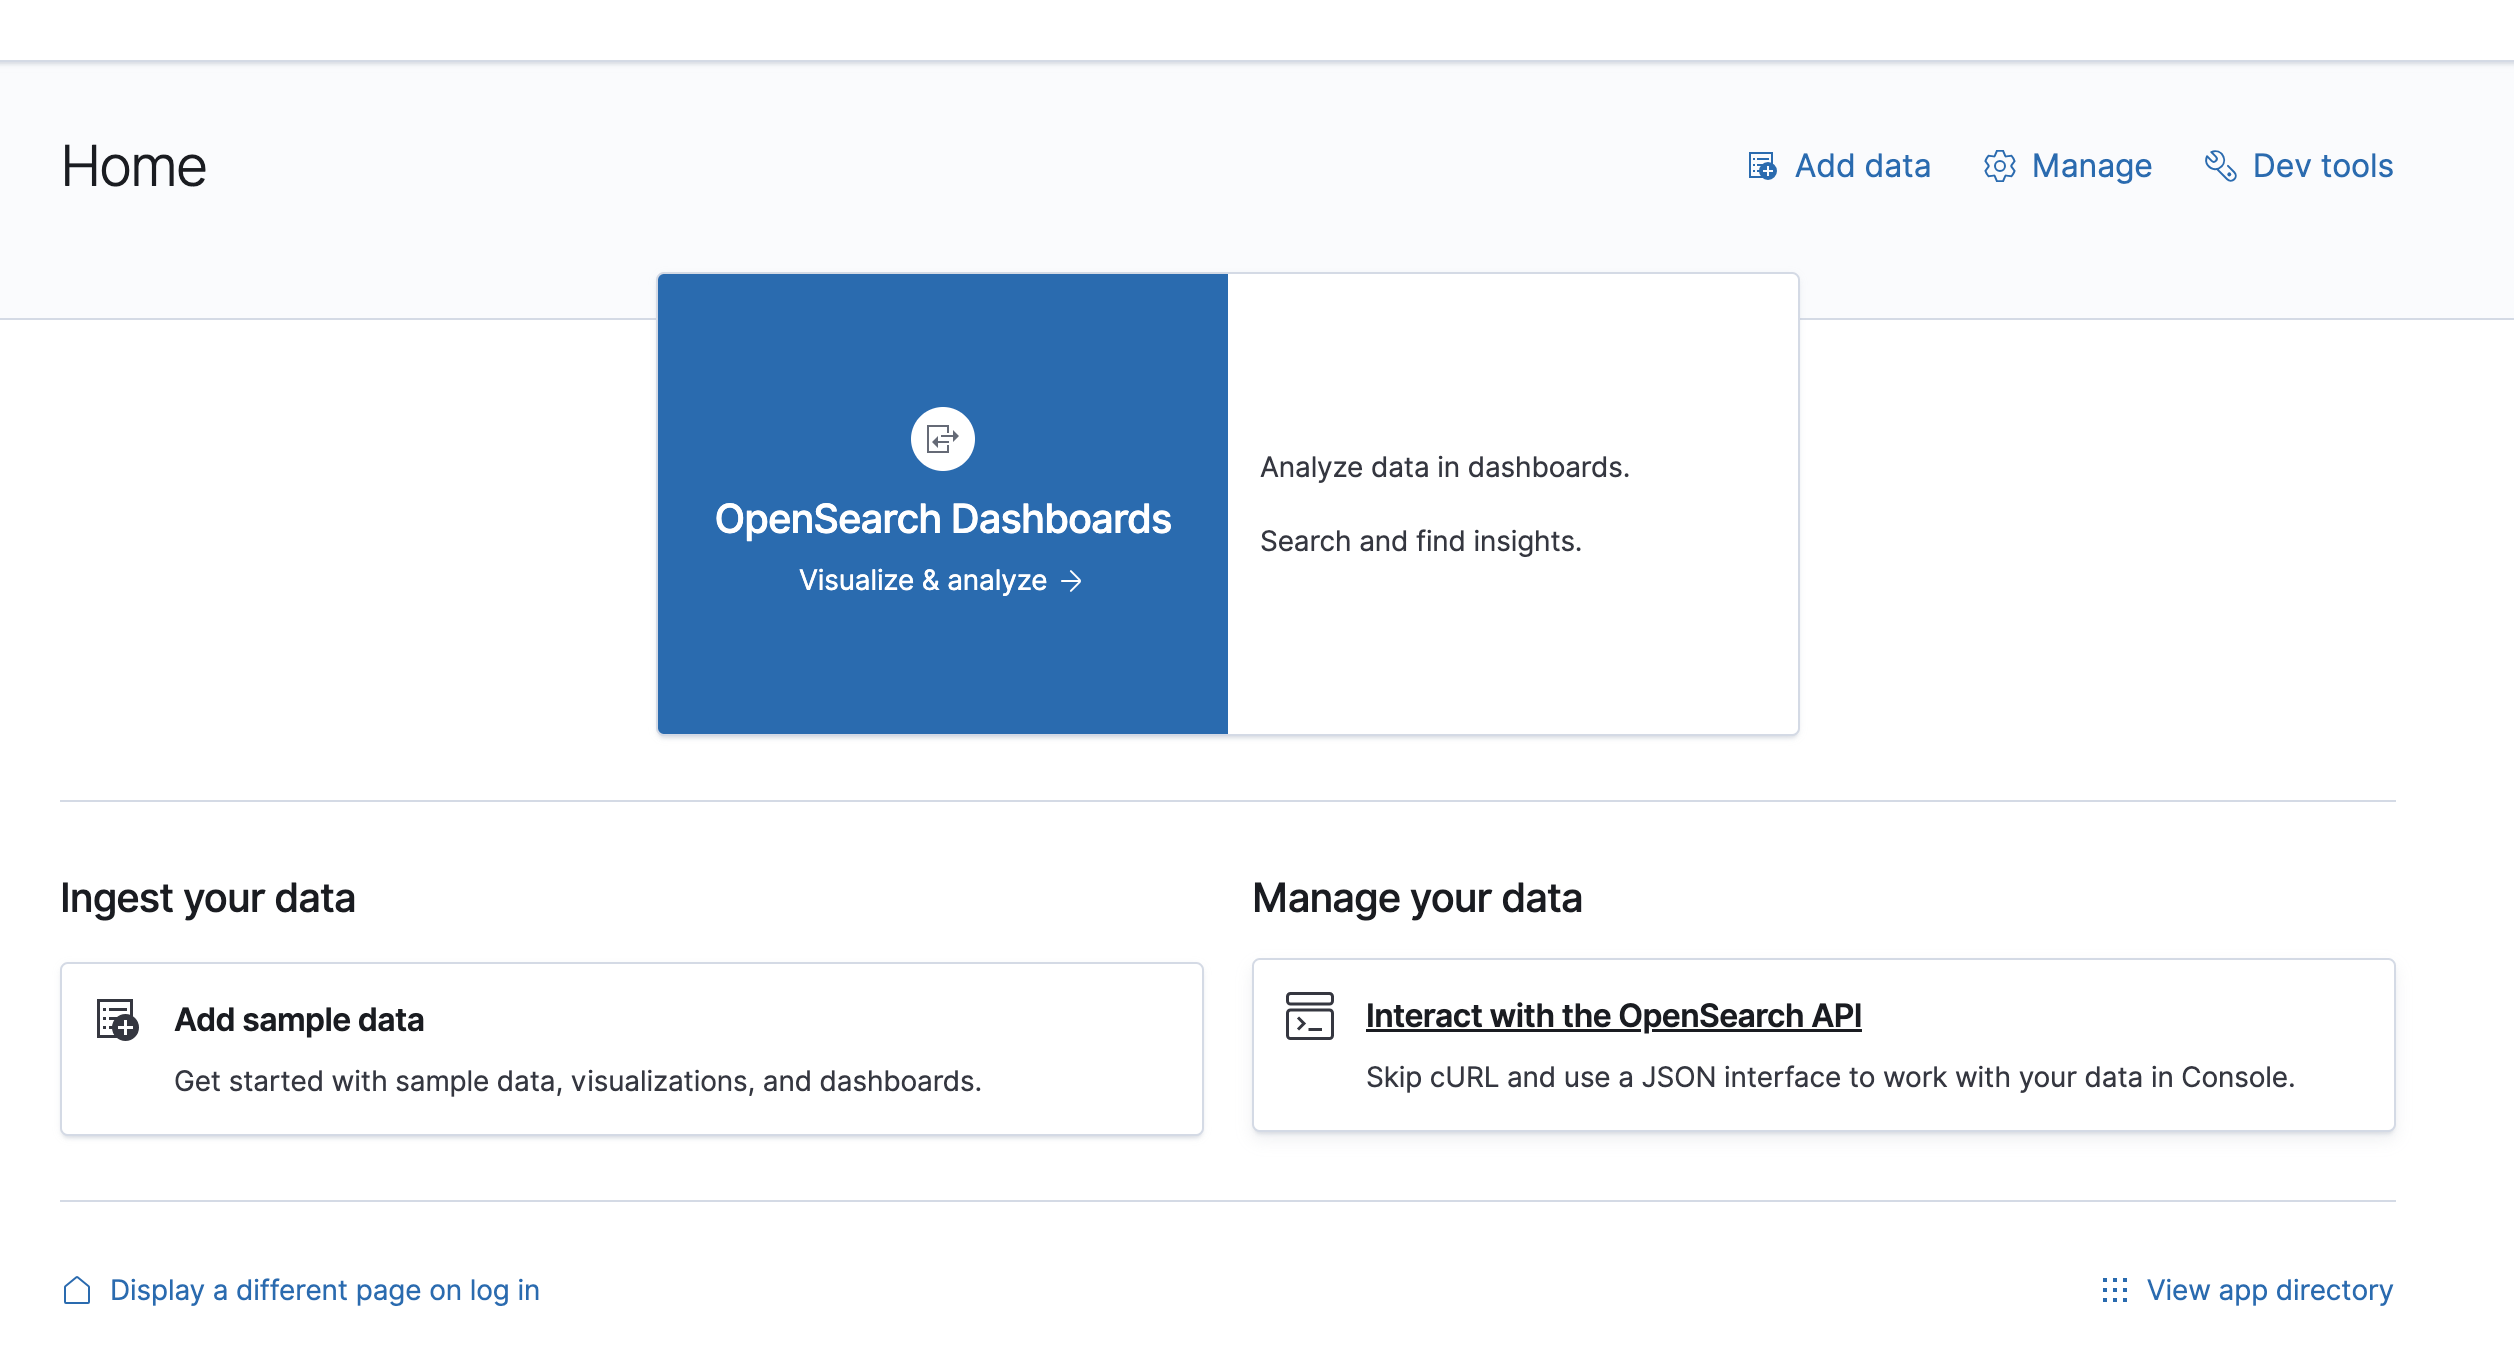 Home
Add data
Manage
Dev tools
OpenSearch Dashboards
Visualize & analyze
Analyze data in dashboards.
Search and find insights.
Ingest your data
Add sample data
Get started with sample data, visualizations, and dashboards.
Manage your data
Interact with the OpenSearch API
Skip cURL and use a JSON interface to work with your data in Console.
Display a different page on log in
View app directory